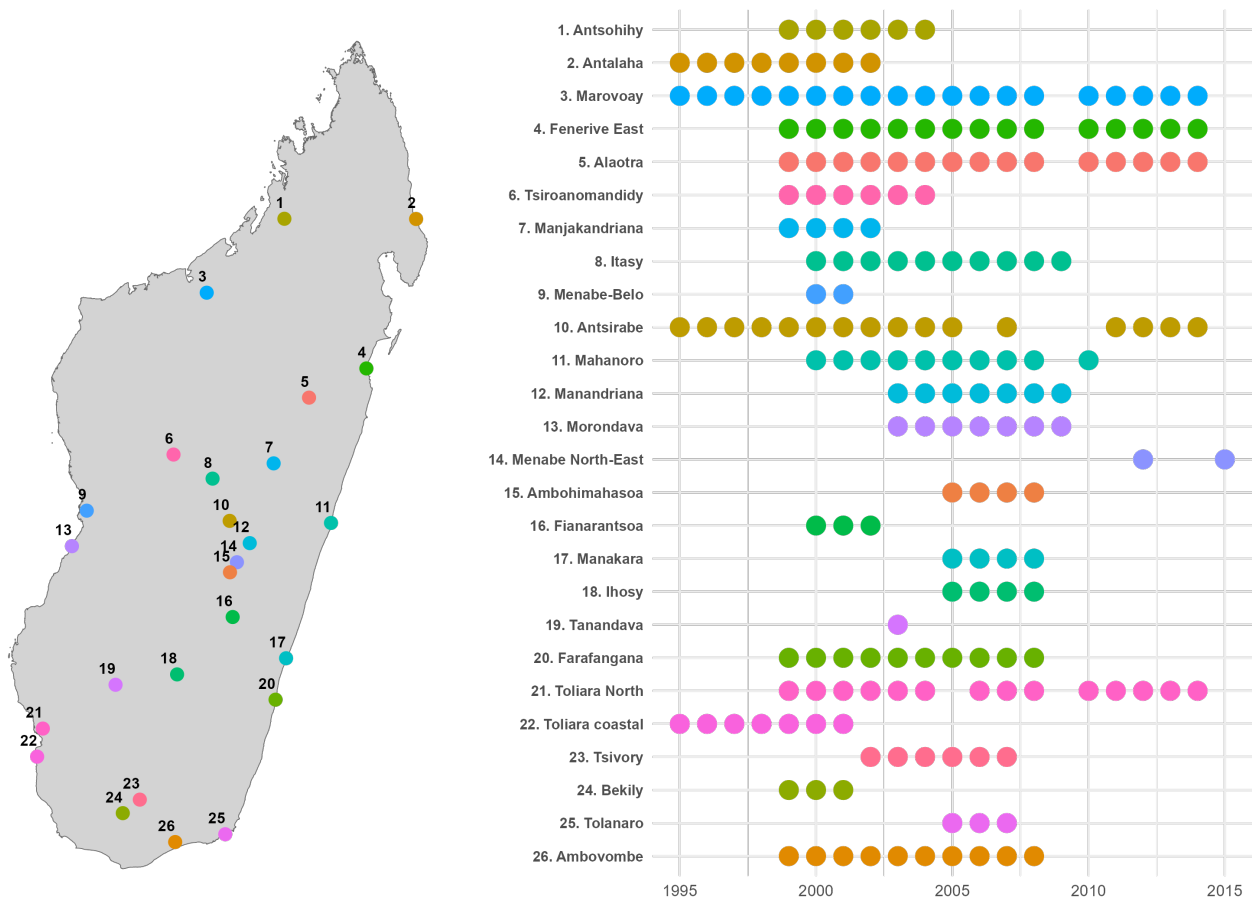 1
2
3
4
5
6
7
8
9
10
11
12
13
14
15
16
17
18
19
20
21
22
23
24
25
26
1. Antsohihy
2. Antalaha
3. Marovoay
4. Fenerive East
5. Alaotra
6. Tsiroanomandidy
7. Manjakandriana
8. Itasy
9. Menabe-Belo
10. Antsirabe
11. Mahanoro
12. Manandriana
13. Morondava
14. Menabe North-East
15. Ambohimahasoa
16. Fianarantsoa
17. Manakara
18. Ihosy
19. Tanandava
20. Farafangana
21. Toliara North
22. Toliara coastal
23. Tsivory
24. Bekily
25. Tolanaro
26. Ambovombe
1995 2000 2005 2010 2015